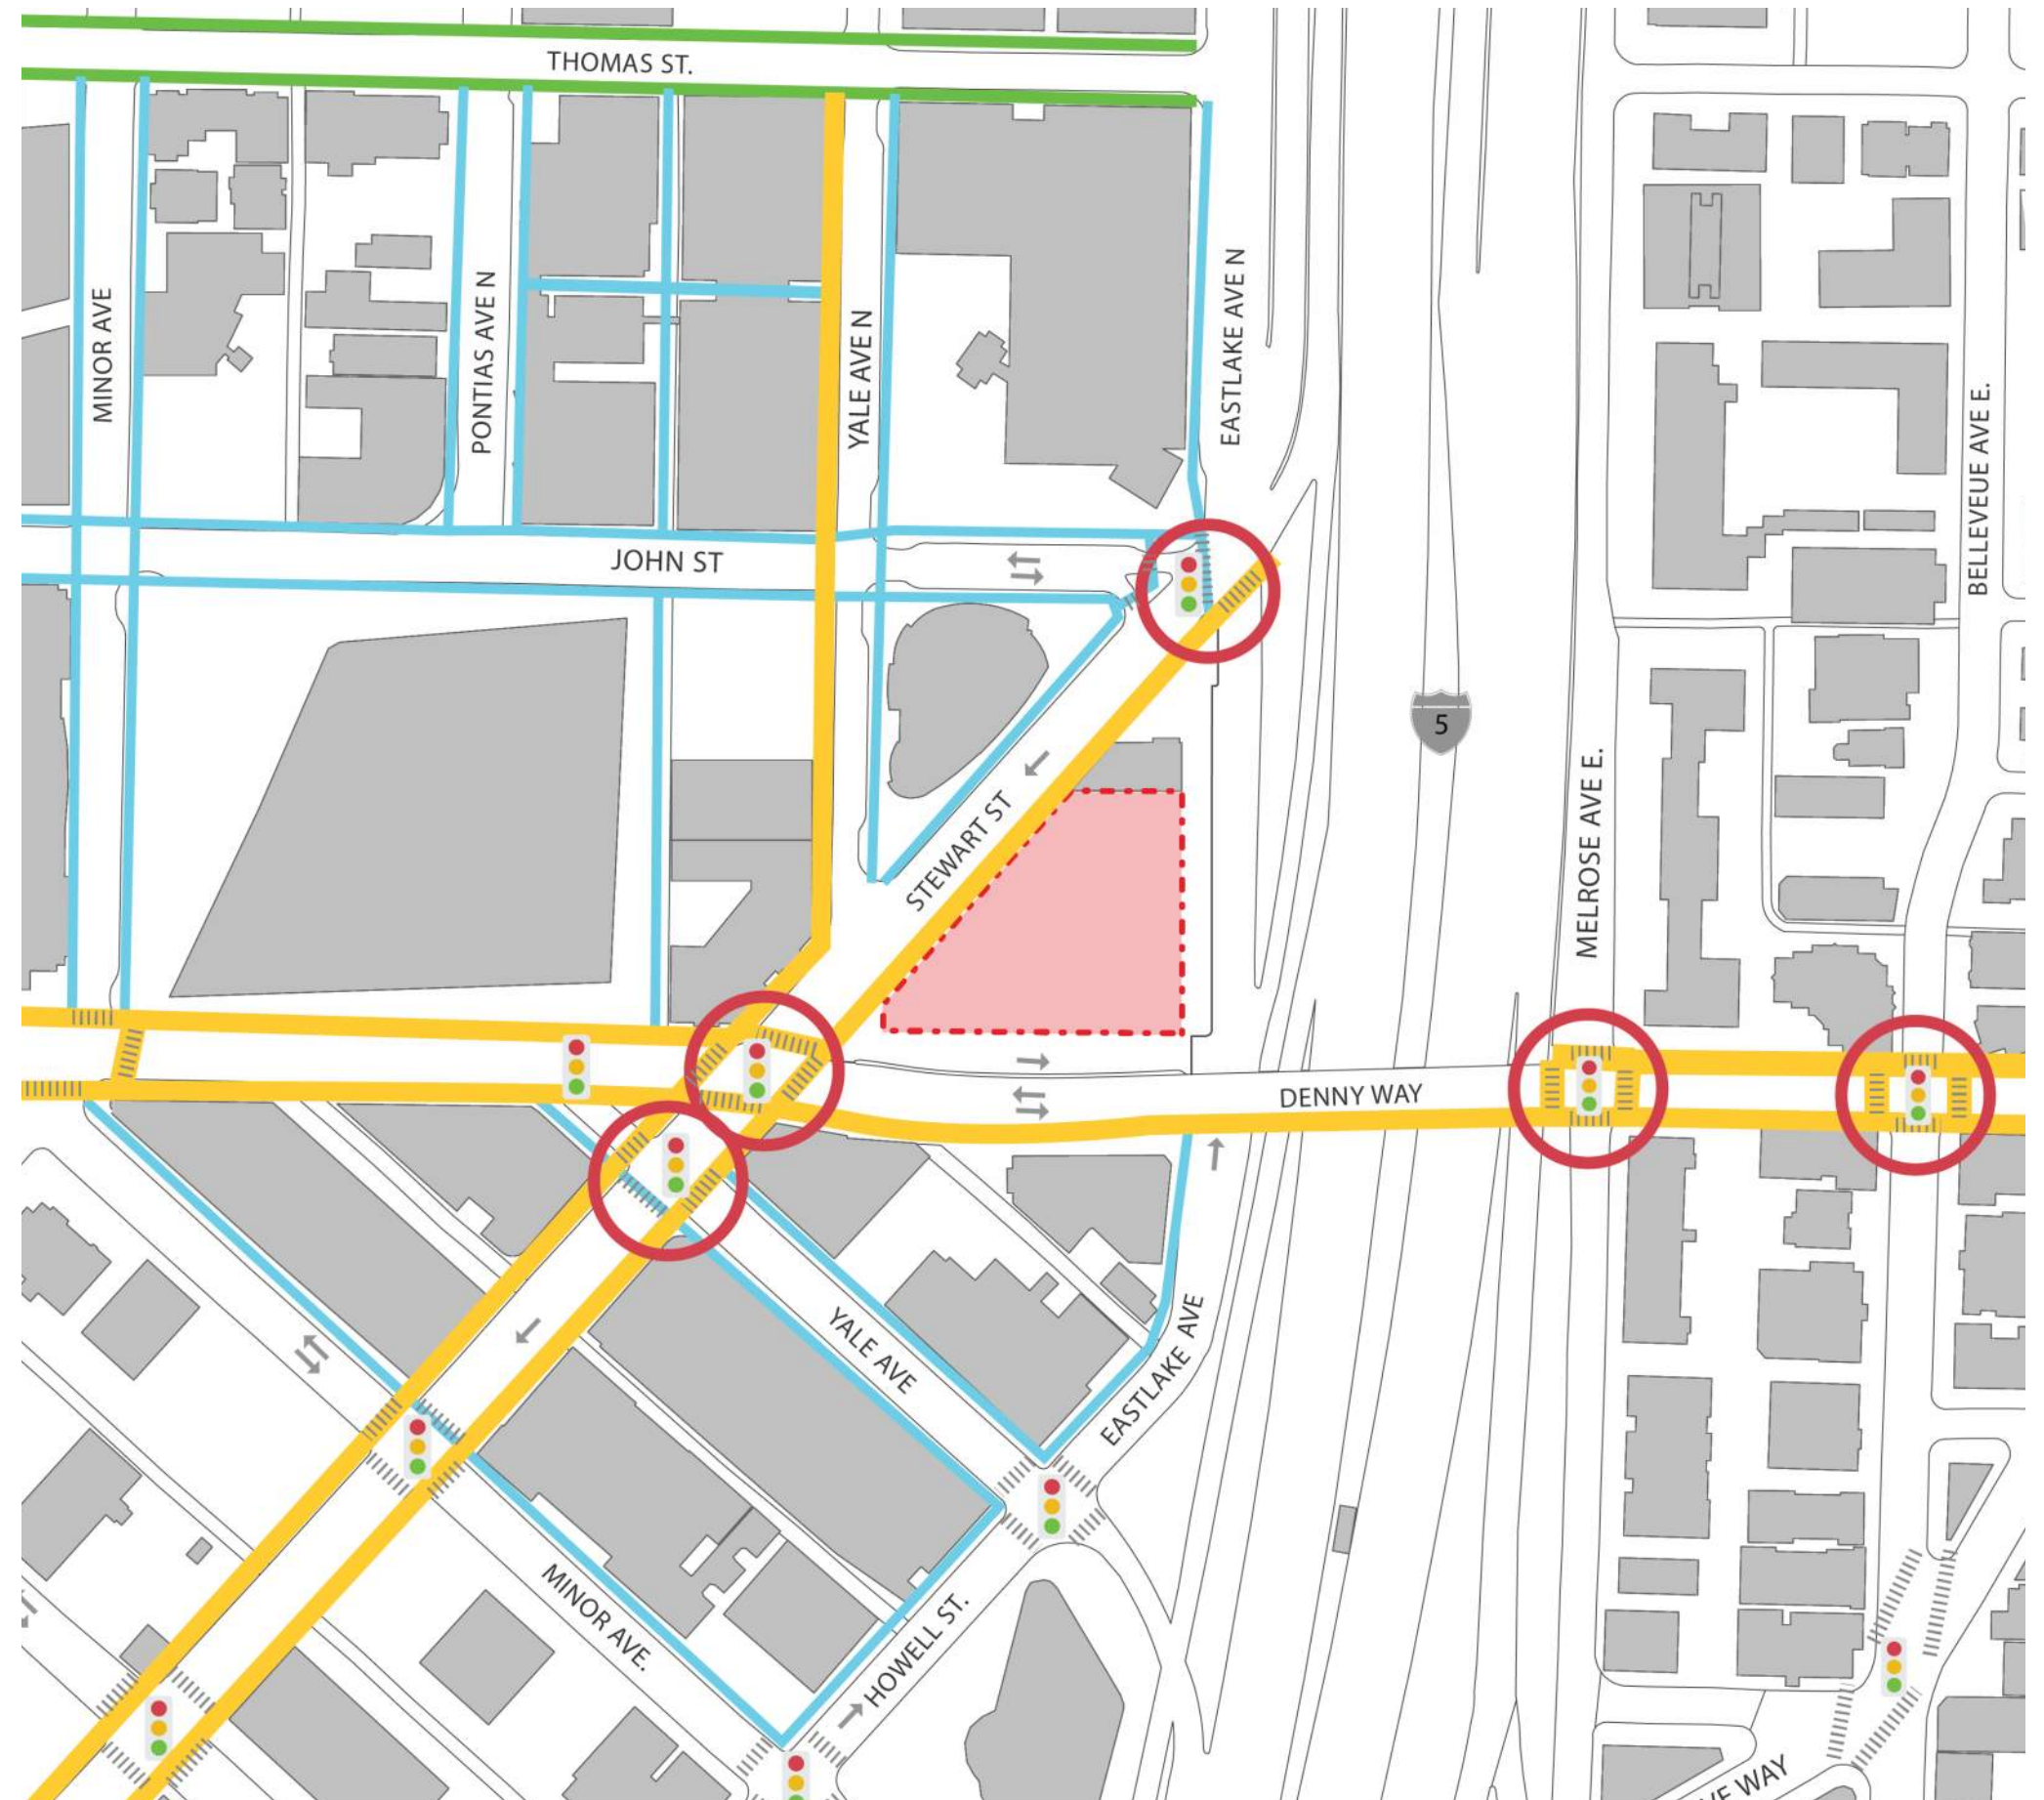 THOMAS ST.
MINOR AVE
PONTIAS AVE N
YALE AVE N
EASTLAKE AVE N
BELLEVEUE AVE E.
JOHN ST
5
STEWART ST
MELROSE AVE E.
DENNY WAY
YALE AVE
EASTLAKE AVE
MINOR AVE.
HOWELL ST.
WAY